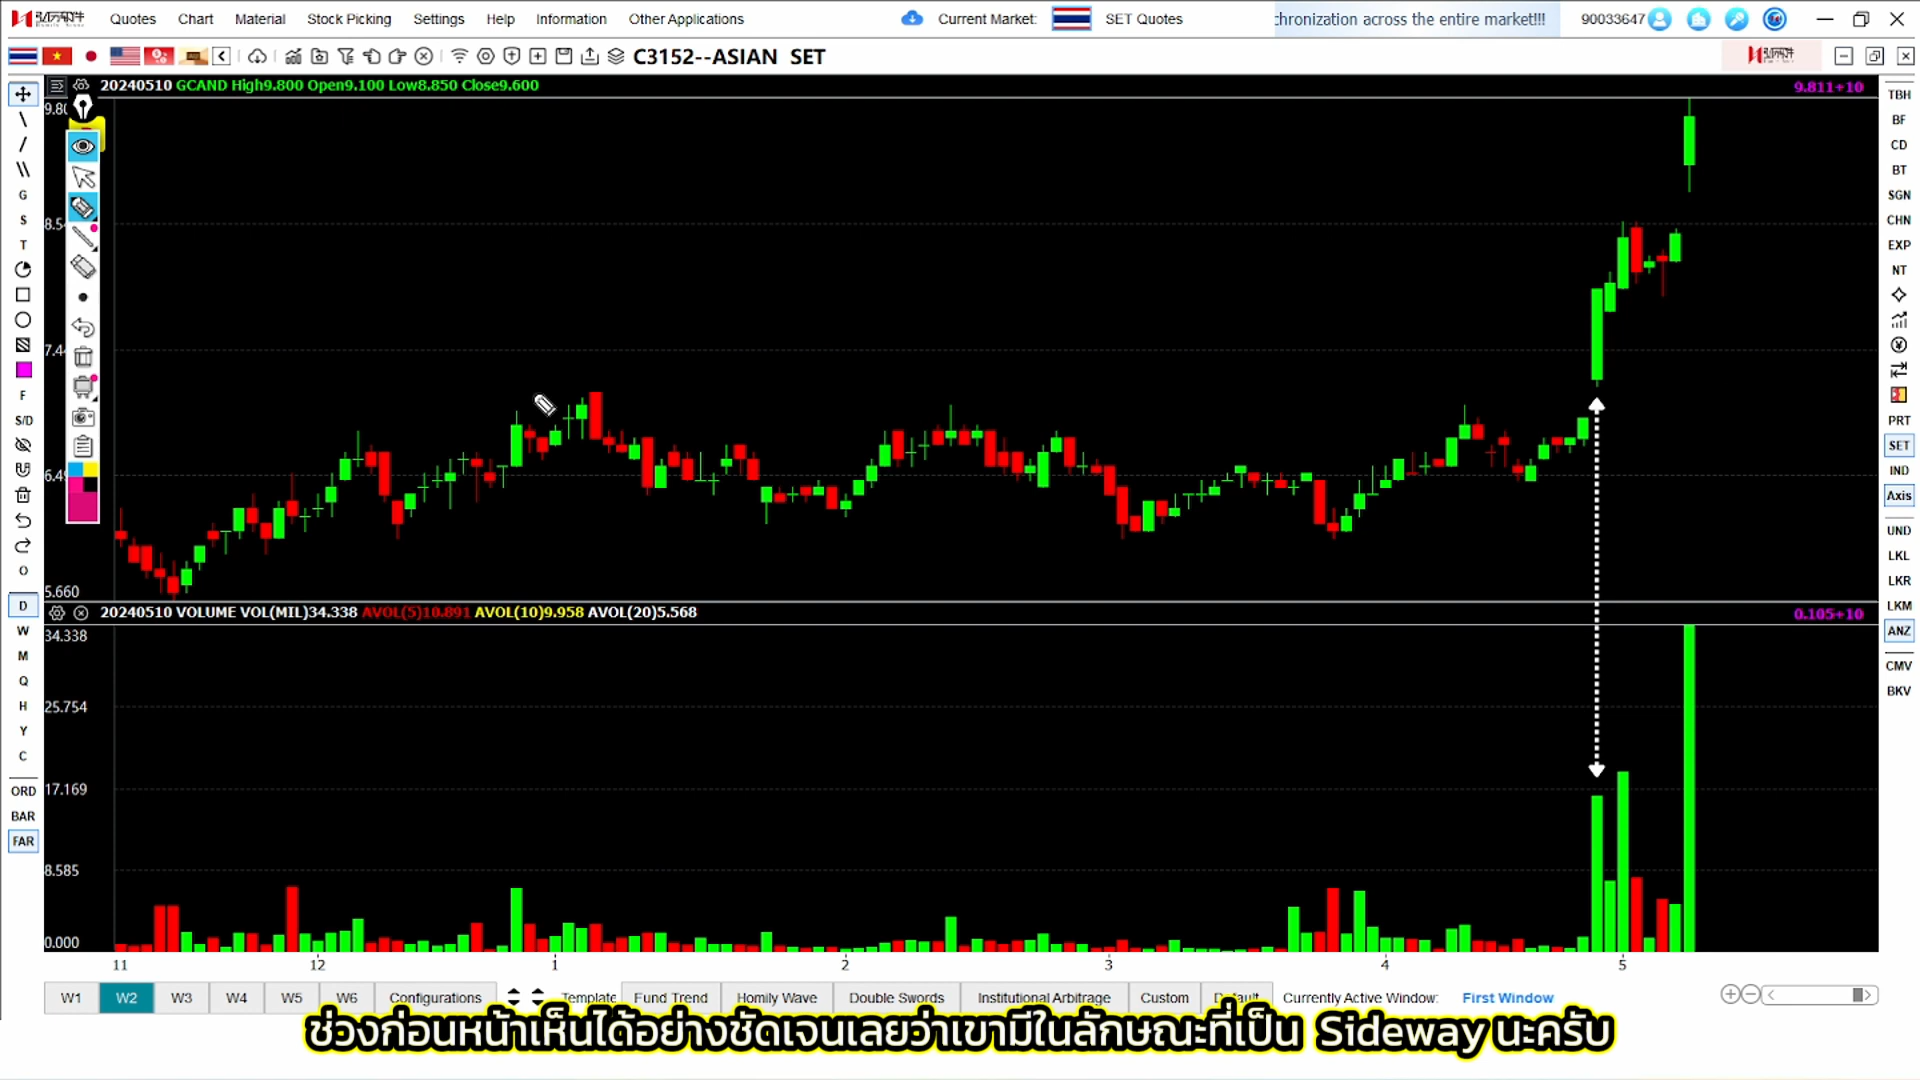 弘历软件 Quotes Chart Material Stock Picking Settings Help Information Other Applications Current Market: SET Quotes chronization across the entire market!!! 90033647
C3152--ASIAN SET
20240510 GCAND High9.800 Open9.100 Low8.850 Close9.600 9.811+10
9.80
8.54
7.44
6.49
5.660
20240510 VOLUME VOL(MIL)34.338 AVOL(5)10.891 AVOL(10)9.958 AVOL(20)5.568 0.105+10
34.338
25.754
17.169
8.585
0.000
11 12 1 2 3 4 5
G
S
T
F
S/D
O
D
W
M
Q
H
Y
C
ORD
BAR
FAR
TBH
BF
CD
BT
SGN
CHN
EXP
NT
PRT
SET
IND
Axis
UND
LKL
LKR
LKM
ANZ
CMV
BKV
W1 W2 W3 W4 W5 W6 Configurations Template Fund Trend Homily Wave Double Swords Institutional Arbitrage Custom Default Currently Active Window: First Window
ช่วงก่อนหน้าเห็นได้อย่างชัดเจนเลยว่าเขามีในลักษณะที่เป็น Sideway นะครับ